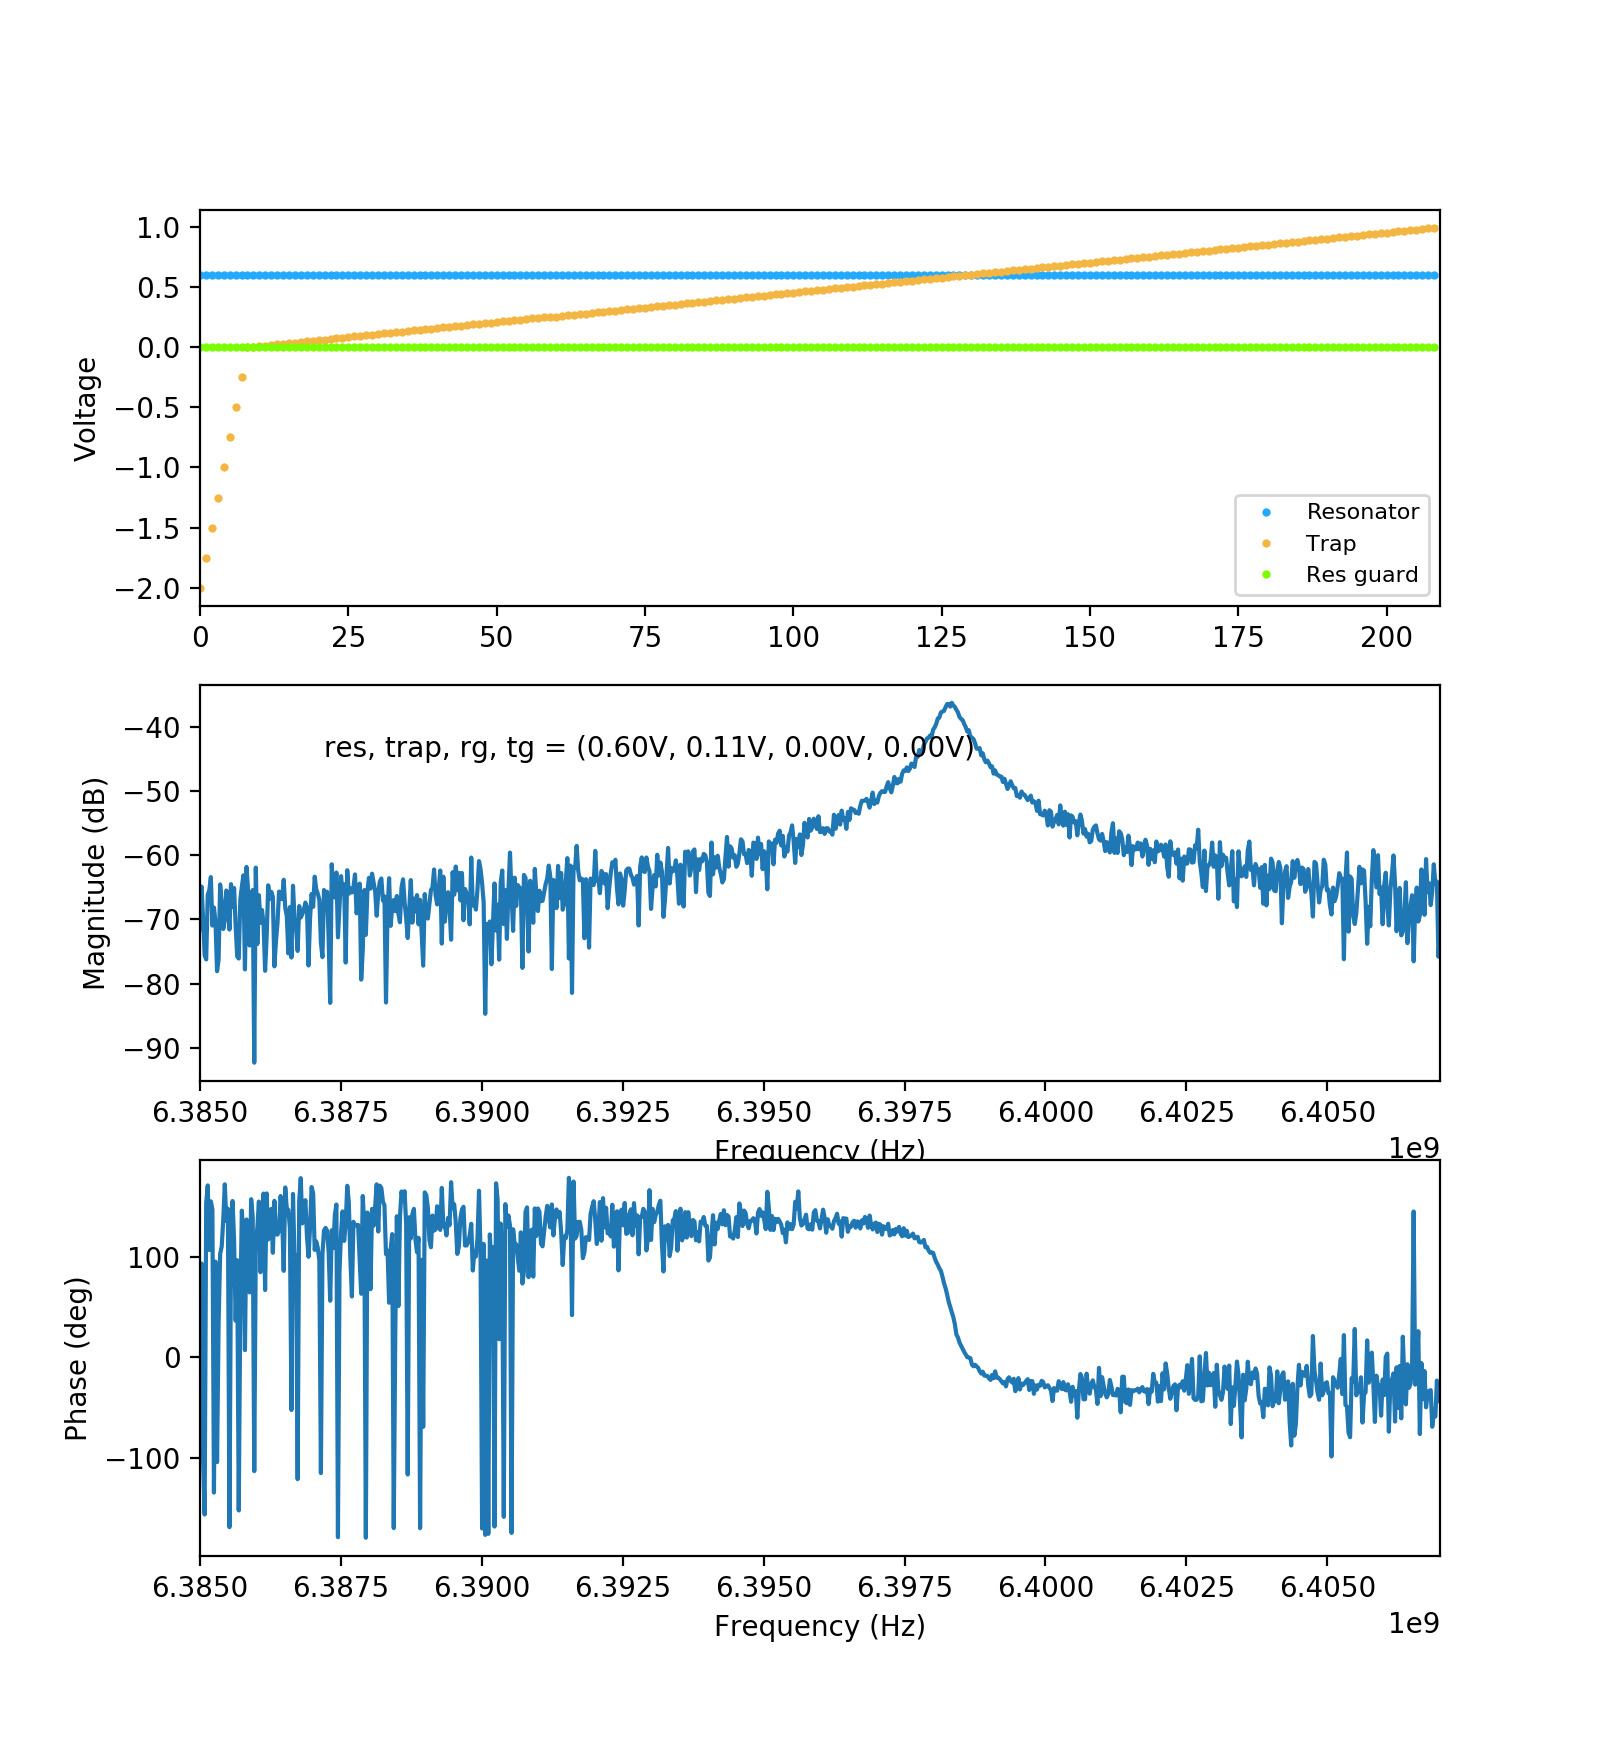 1.0
0.5
0.0
−0.5
−1.0
−1.5
−2.0
Voltage
Resonator
Trap
Res guard
0 25 50 75 100 125 150 175 200
−40
−50
−60
−70
−80
−90
Magnitude (dB)
res, trap, rg, tg = (0.60V, 0.11V, 0.00V, 0.00V)
6.3850 6.3875 6.3900 6.3925 6.3950 6.3975 6.4000 6.4025 6.4050
Frequency (Hz)
1e9
100
0
−100
Phase (deg)
6.3850 6.3875 6.3900 6.3925 6.3950 6.3975 6.4000 6.4025 6.4050
Frequency (Hz)
1e9